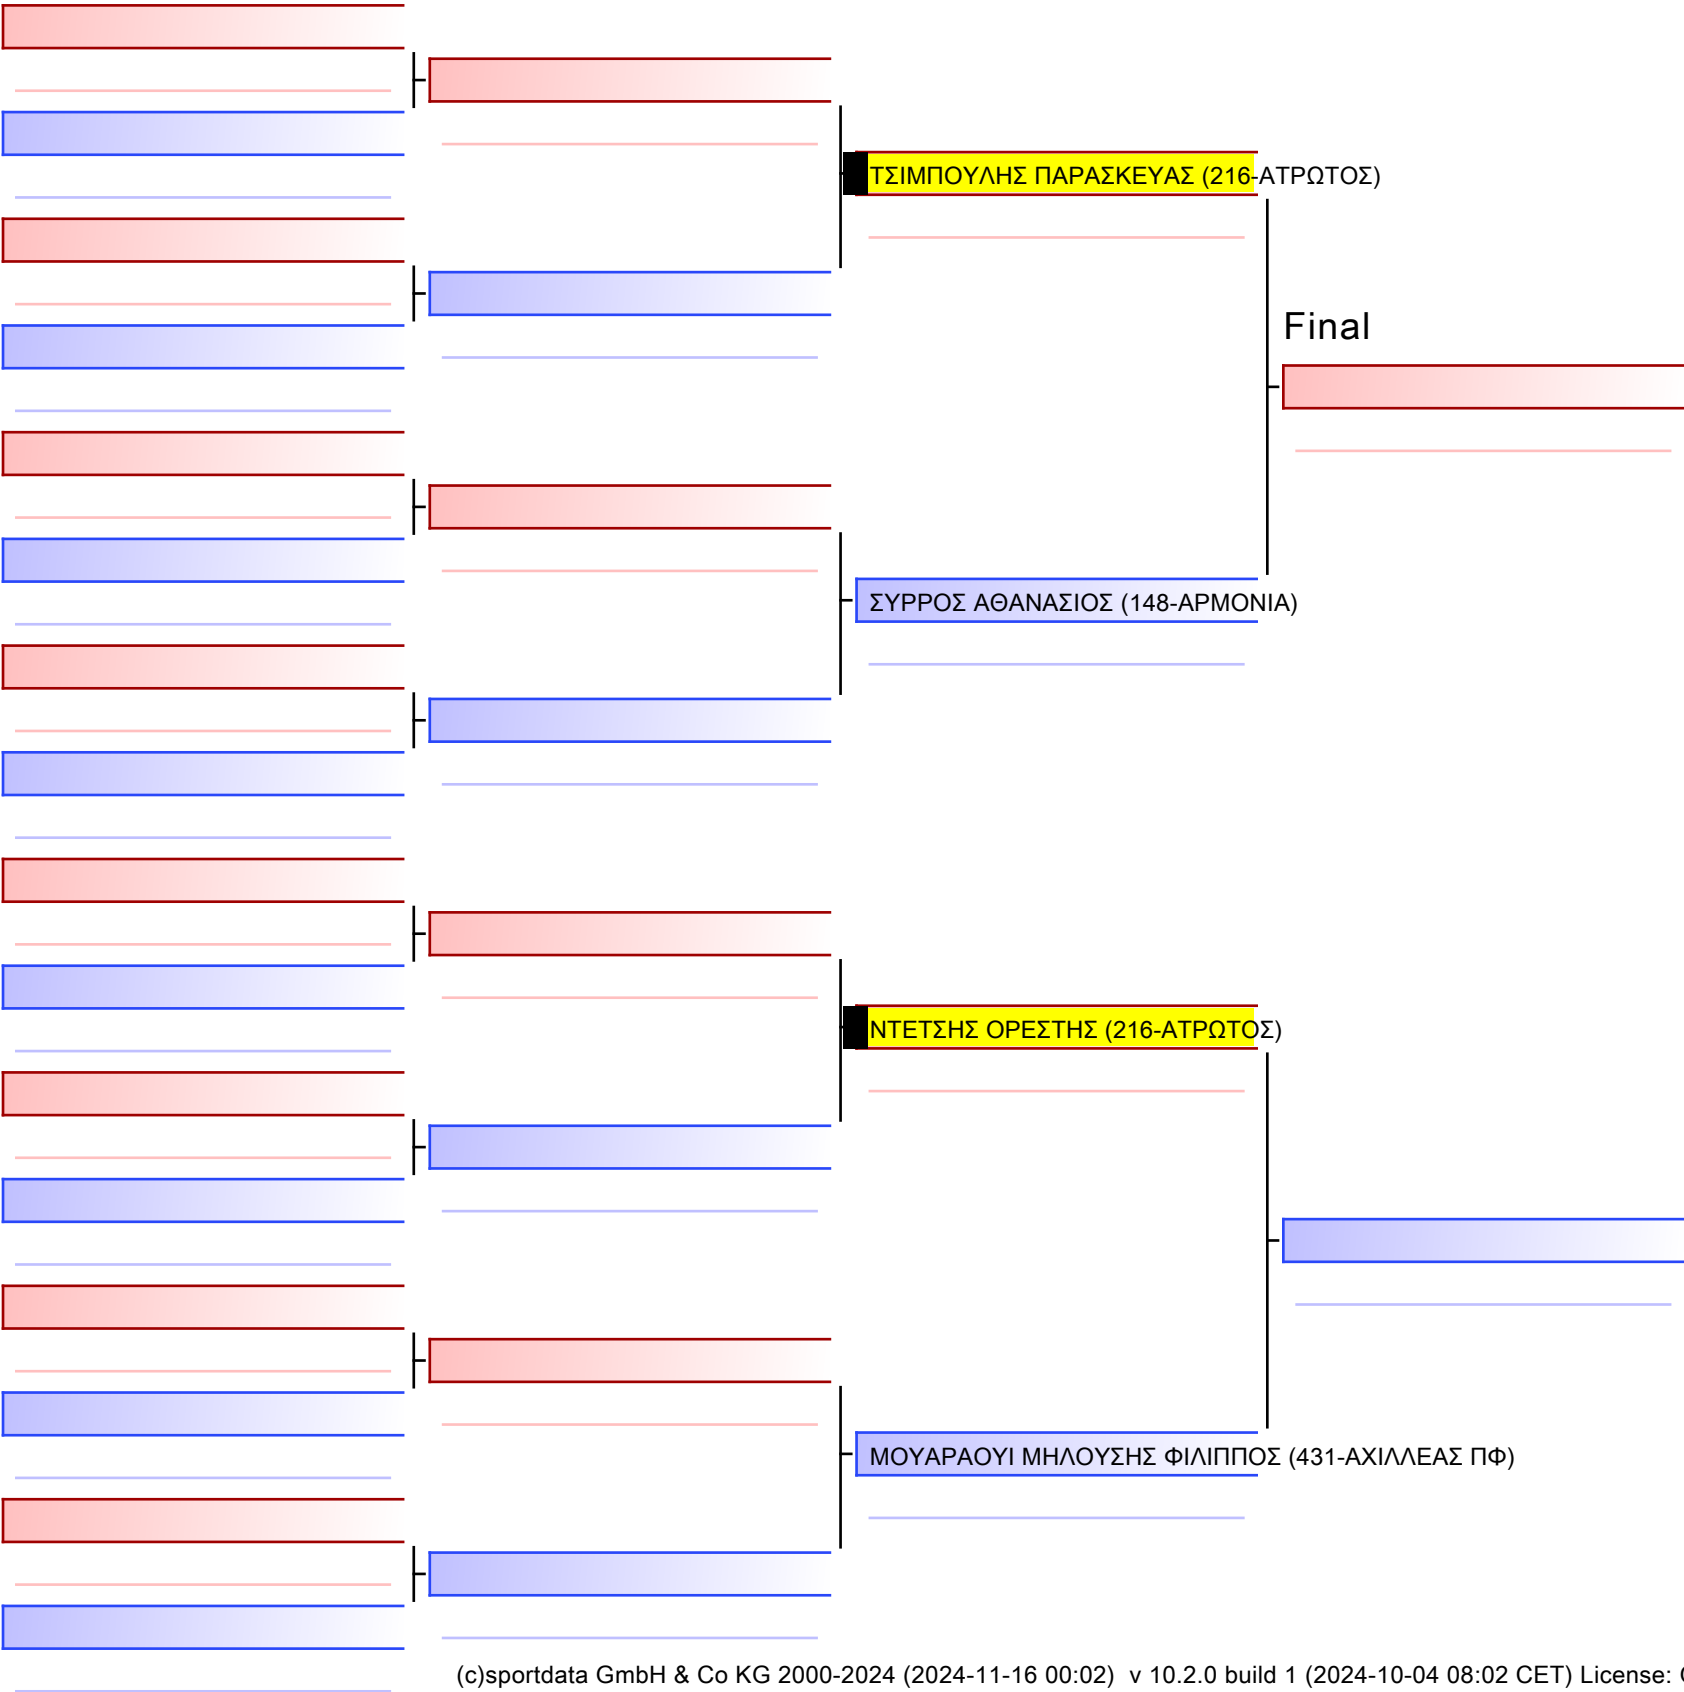 ΤΣΙΜΠΟΥΛΗΣ ΠΑΡΑΣΚΕΥΑΣ (216-ΑΤΡΩΤΟΣ)
Final
ΣΥΡΡΟΣ ΑΘΑΝΑΣΙΟΣ (148-ΑΡΜΟΝΙΑ)
ΝΤΕΤΣΗΣ ΟΡΕΣΤΗΣ (216-ΑΤΡΩΤΟΣ)
ΜΟΥΑΡΑΟΥΙ ΜΗΛΟΥΣΗΣ ΦΙΛΙΠΠΟΣ (431-ΑΧΙΛΛΕΑΣ ΠΦ)
(c)sportdata GmbH & Co KG 2000-2024 (2024-11-16 00:02) v 10.2.0 build 1 (2024-10-04 08:02 CET) License: